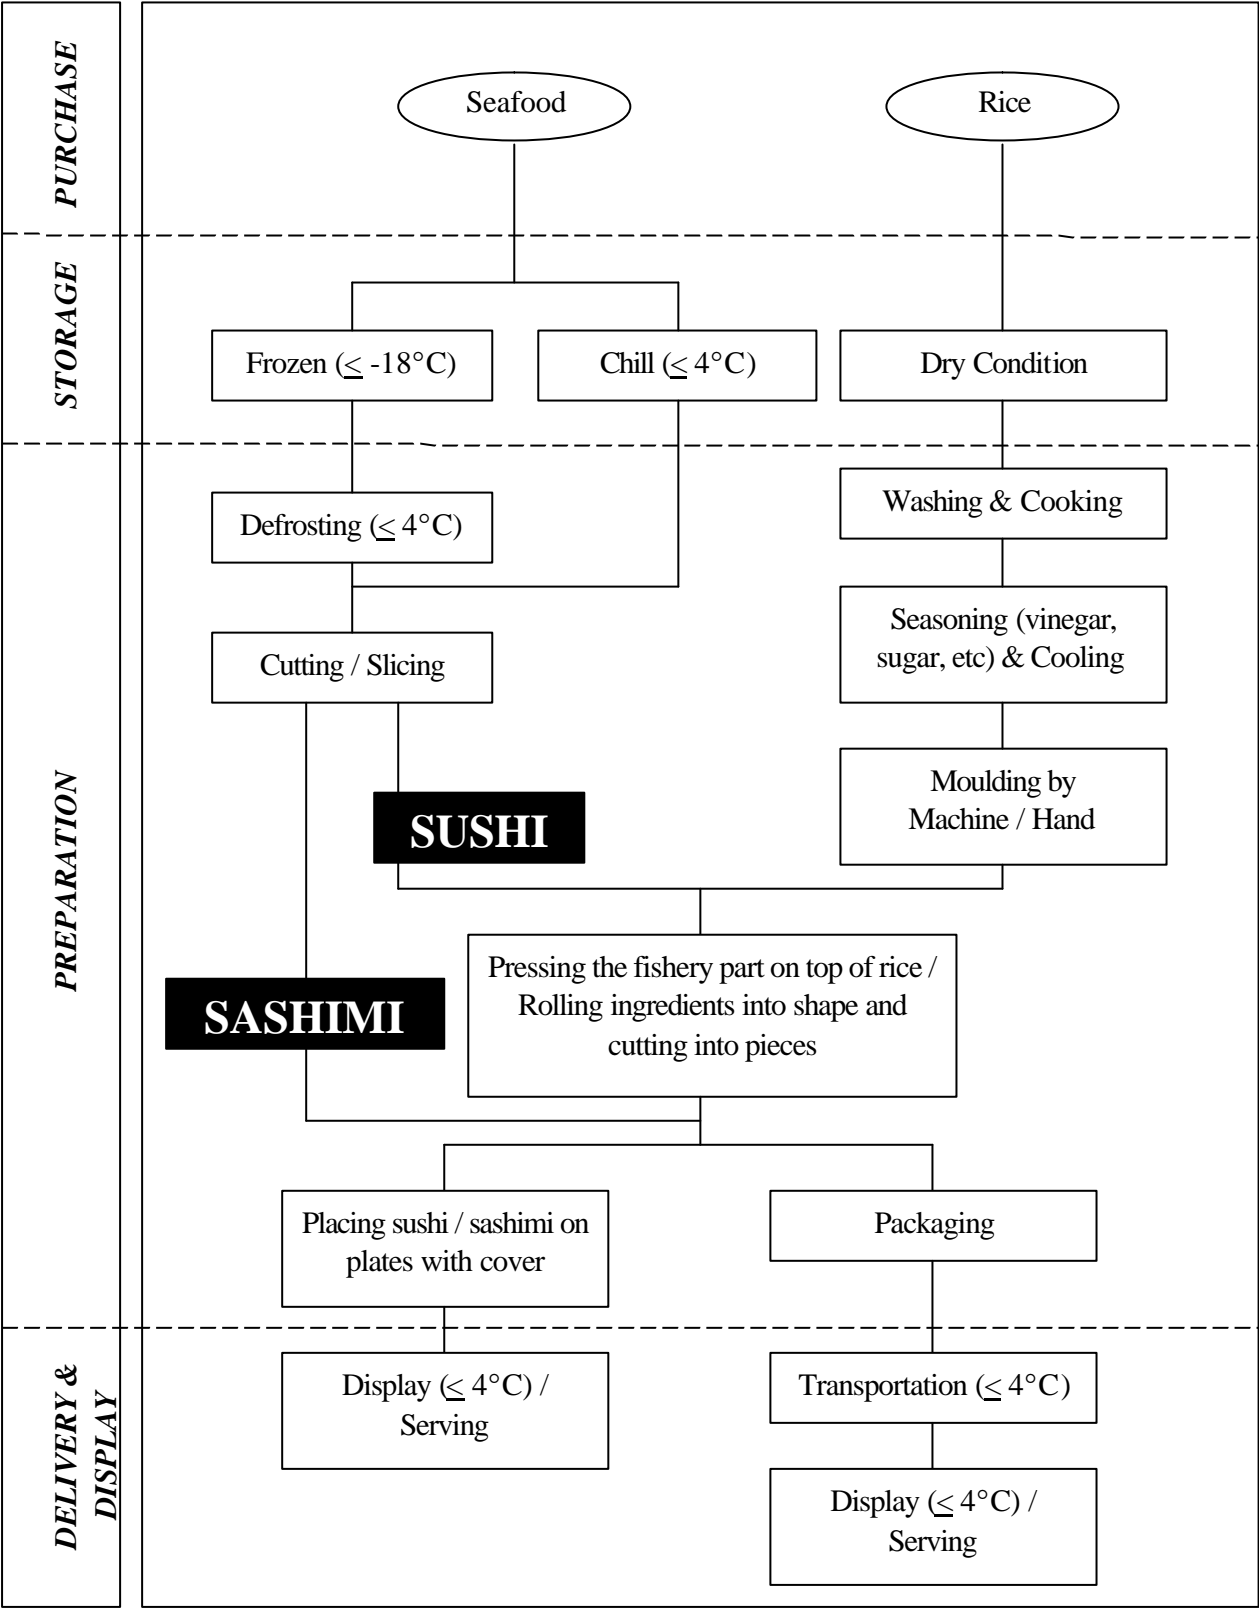 PURCHASE
Seafood
Rice
STORAGE
Frozen (≤ -18°C)
Chill (≤ 4°C)
Dry Condition
PREPARATION
Defrosting (≤ 4°C)
Washing & Cooking
Cutting / Slicing
Seasoning (vinegar,
sugar, etc) & Cooling
Moulding by
Machine / Hand
SUSHI
SASHIMI
Pressing the fishery part on top of rice /
Rolling ingredients into shape and
cutting into pieces
Placing sushi / sashimi on
plates with cover
Packaging
DELIVERY &
DISPLAY
Display (≤ 4°C) /
Serving
Transportation (≤ 4°C)
Display (≤ 4°C) /
Serving